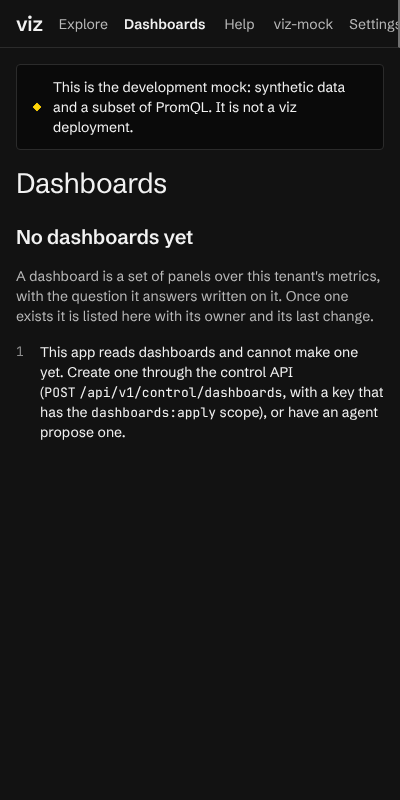 viz Explore Dashboards Help viz-mock Settings
This is the development mock: synthetic data
and a subset of PromQL. It is not a viz
deployment.
Dashboards
No dashboards yet
A dashboard is a set of panels over this tenant's metrics,
with the question it answers written on it. Once one
exists it is listed here with its owner and its last change.
1 This app reads dashboards and cannot make one
yet. Create one through the control API
(POST /api/v1/control/dashboards, with a key that
has the dashboards:apply scope), or have an agent
propose one.